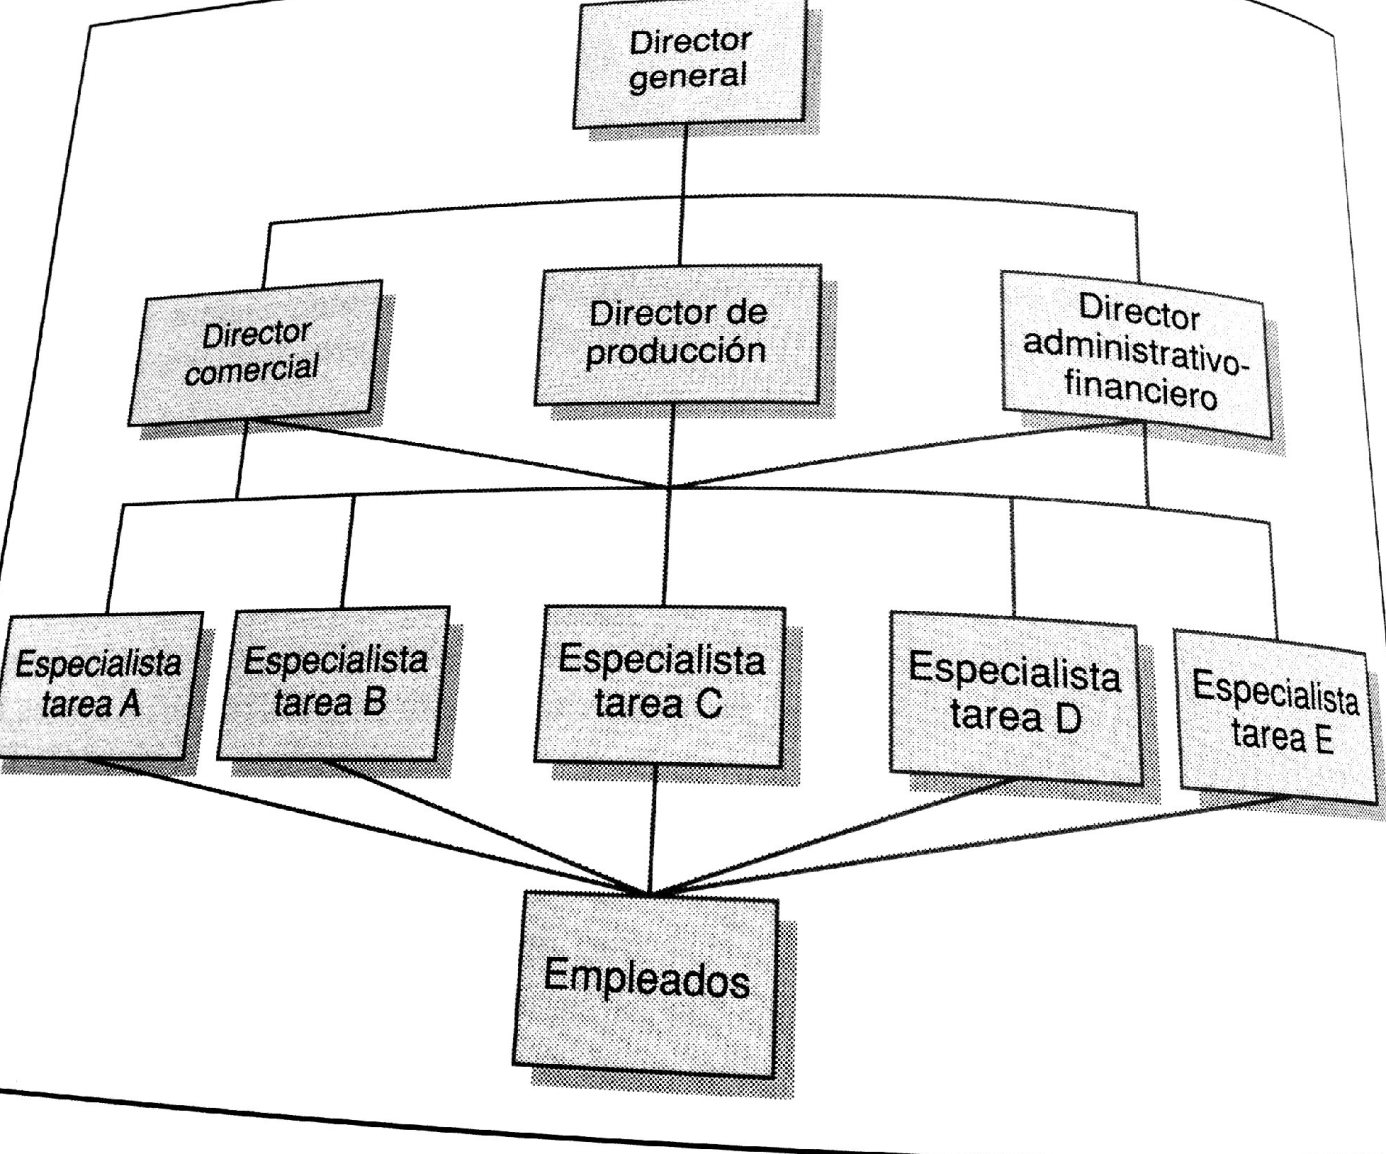 Director
general
Director
comercial
Director de
producción
Director
administrativo-
financiero
Especialista
tarea A
Especialista
tarea B
Especialista
tarea C
Especialista
tarea D
Especialista
tarea E
Empleados